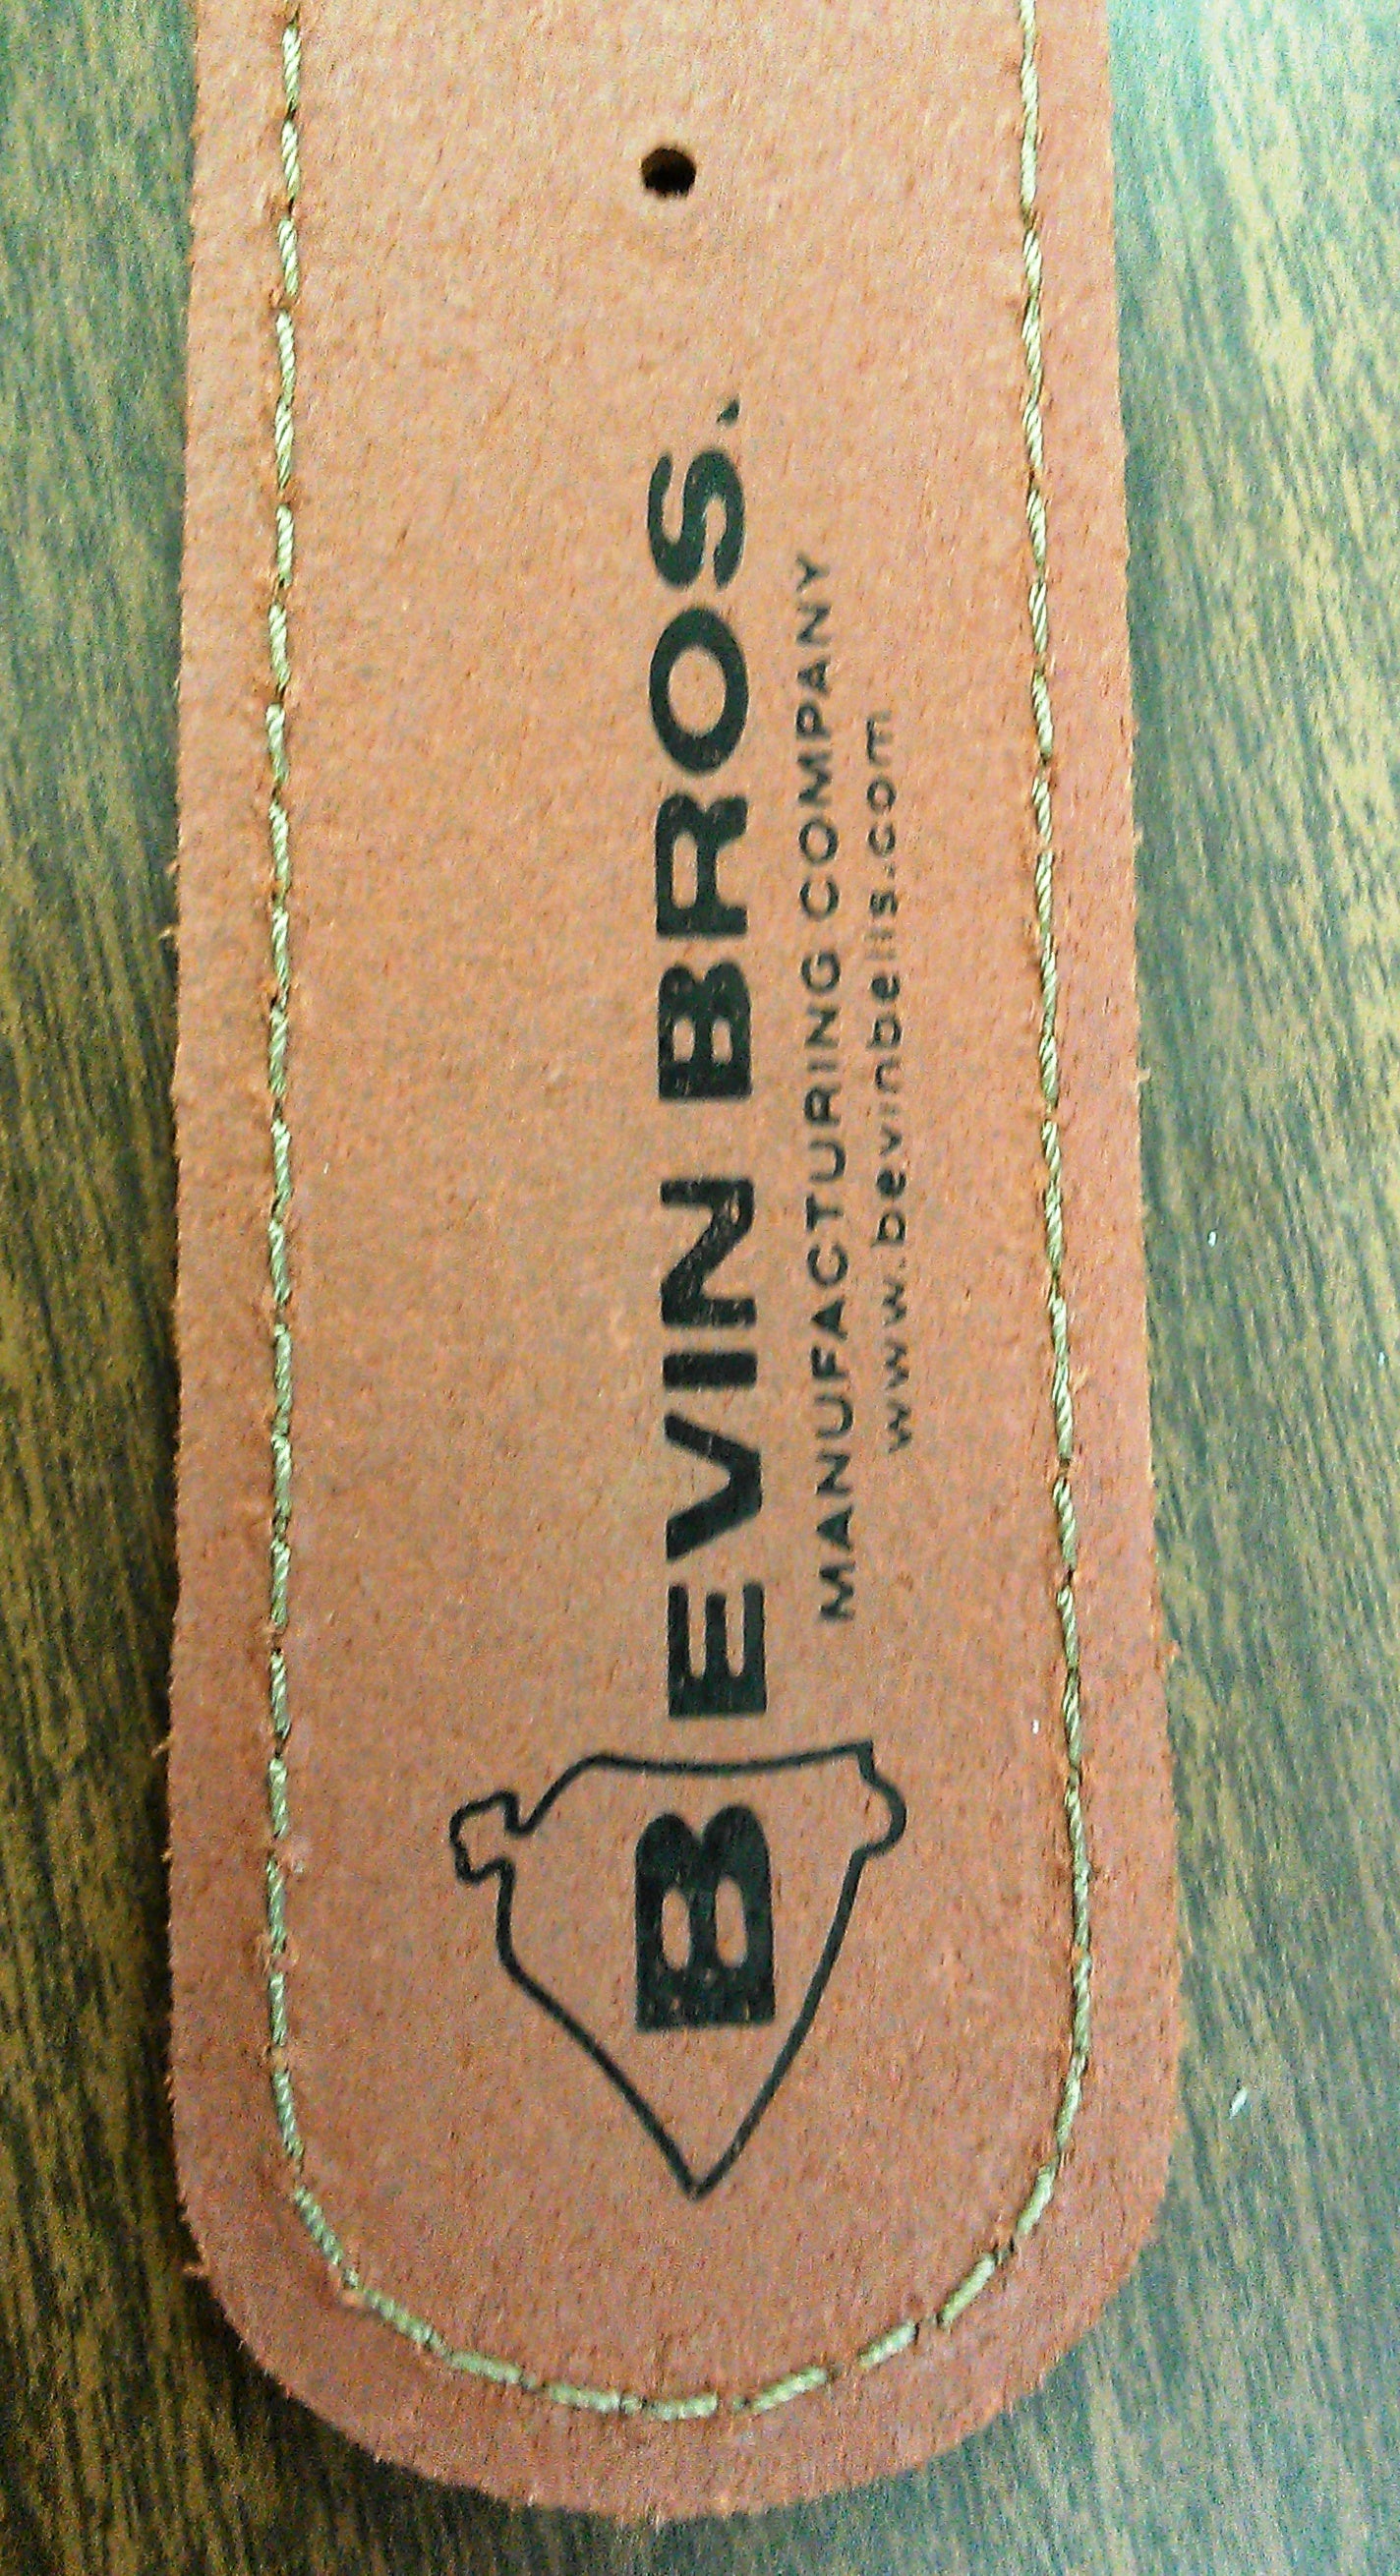 BEVIN BROS.
MANUFACTURING COMPANY
www.bevinbells.com